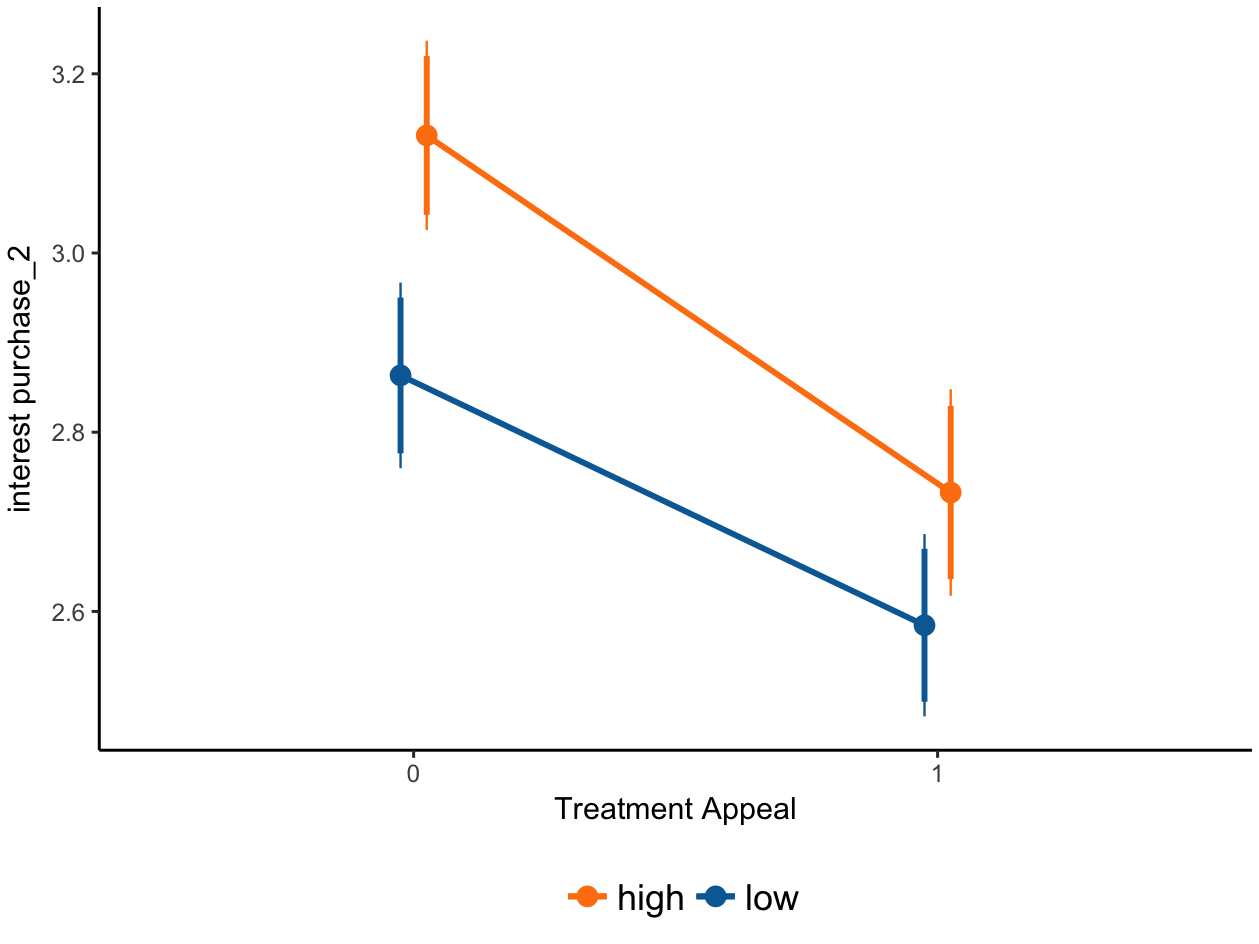 interest purchase_2
3.2
3.0
2.8
2.6
0 1
Treatment Appeal
high low